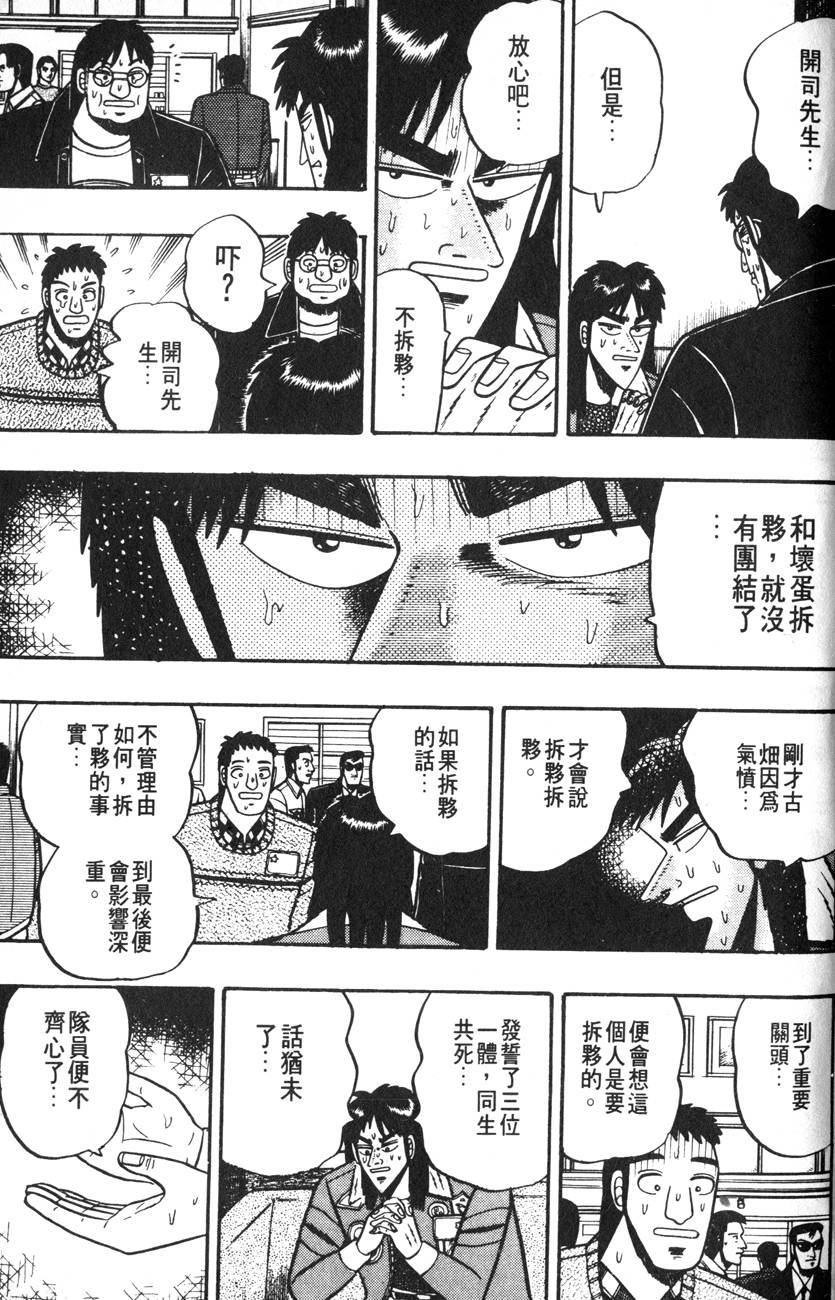 開司先
生…
但是…
放心吧…
不拆夥…
吓？
開司先
生…
和壞蛋拆
夥，就沒
有團結了
…
剛才古
畑因爲
氣憤…
才會說
拆夥拆
夥。
如果拆夥
的話…
不管理由
如何，拆
了夥的事
實…
到最後便
會影響深
重。
到了重要
關頭…
便會想這
個人是要
拆夥的。
發誓了三位
一體，同生
共死…
話猶未
了…
隊員便不
齊心了…